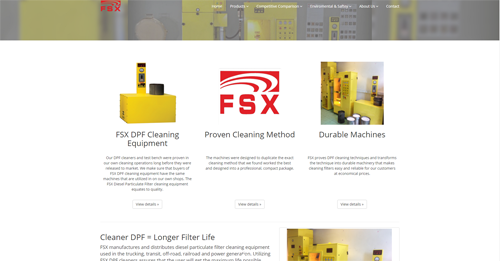 FSX
Home Product Competitive Comparison Environmental & Safety About Us Contact
FSX
FSX DPF Cleaning
Equipment
Proven Cleaning Method
Durable Machines
Our DPF cleaners and test bench were proven in
our own cleaning operations long before they were
released to market. We make sure that buyers of
FSX DPF cleaning equipment have the same
machines that are utilized in our own shops. The
FSX Diesel Particulate Filter cleaning equipment
equates to quality.
The machines were designed to duplicate the exact
cleaning method that we found worked the best
and designed into a professional, compact package.
FSX proves DPF cleaning techniques and transforms
the technique into durable machines that makes
cleaning filters easy and reliable for our customers
at economical prices.
View details »
View details »
View details »
Cleaner DPF = Longer Filter Life
FSX manufactures and distributes diesel particulate filter cleaning equipment
used in the trucking, transit, off-road, railroad and power generation. Utilizing
FSX DPF cleaners assures that the user will get the maximum life possible